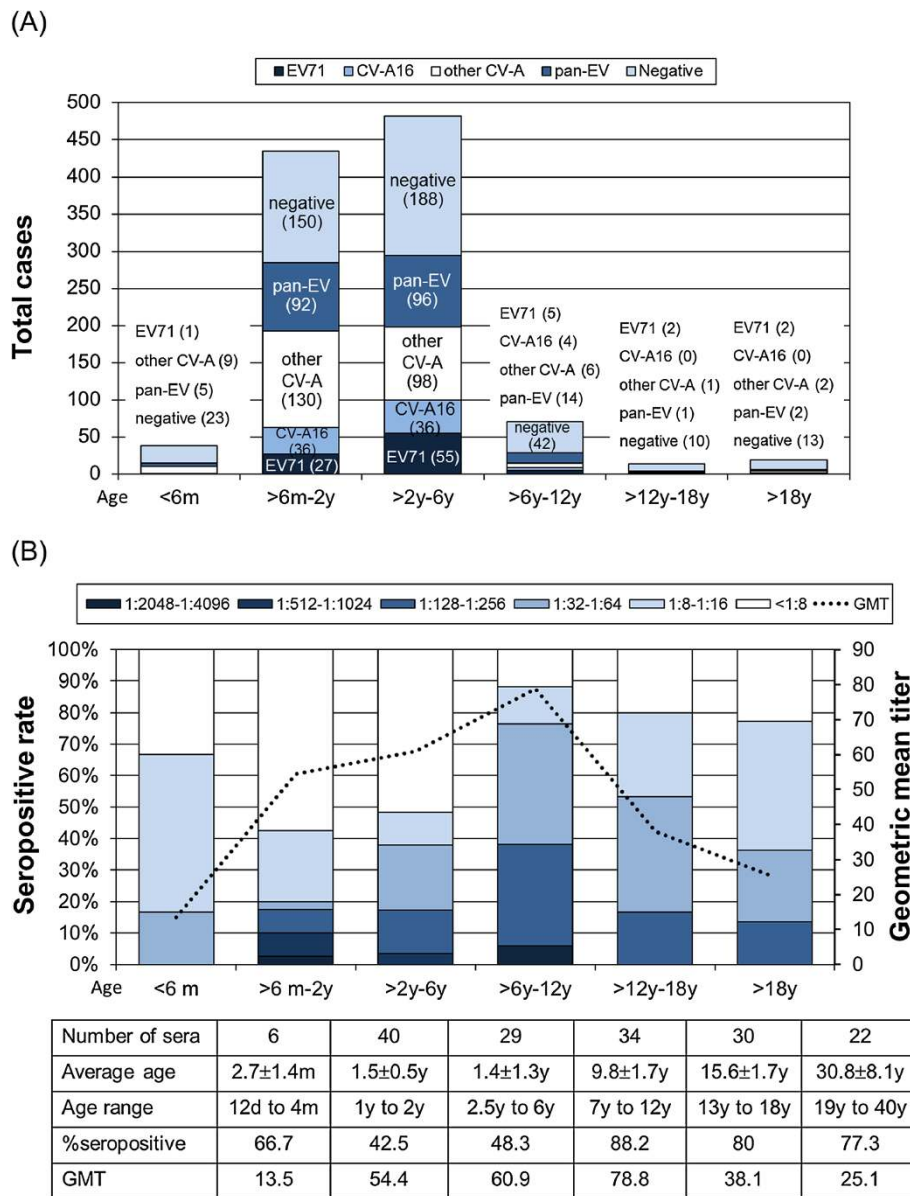 (A)
EV71 CV-A16 other CV-A pan-EV Negative
Total cases
500
450
400
350
300
250
200
150
100
50
0
EV71 (1)
other CV-A (9)
pan-EV (5)
negative (23)
negative
(150)
pan-EV
(92)
other
CV-A
(130)
CV-A16
(36)
EV71 (27)
negative
(188)
pan-EV
(96)
other
CV-A
(98)
CV-A16
(36)
EV71 (55)
EV71 (5)
CV-A16 (4)
other CV-A (6)
pan-EV (14)
negative
(42)
EV71 (2)
CV-A16 (0)
other CV-A (1)
pan-EV (1)
negative (10)
EV71 (2)
CV-A16 (0)
other CV-A (2)
pan-EV (2)
negative (13)
Age <6m >6m-2y >2y-6y >6y-12y >12y-18y >18y
(B)
1:2048-1:4096 1:512-1:1024 1:128-1:256 1:32-1:64 1:8-1:16 <1:8 GMT
Seropositive rate
100%
90%
80%
70%
60%
50%
40%
30%
20%
10%
0%
90
80
70
60
50
40
30
20
10
0
Geometric mean titer
Age <6 m >6 m-2y >2y-6y >6y-12y >12y-18y >18y
Number of sera 6 40 29 34 30 22
Average age 2.7±1.4m 1.5±0.5y 1.4±1.3y 9.8±1.7y 15.6±1.7y 30.8±8.1y
Age range 12d to 4m 1y to 2y 2.5y to 6y 7y to 12y 13y to 18y 19y to 40y
%seropositive 66.7 42.5 48.3 88.2 80 77.3
GMT 13.5 54.4 60.9 78.8 38.1 25.1